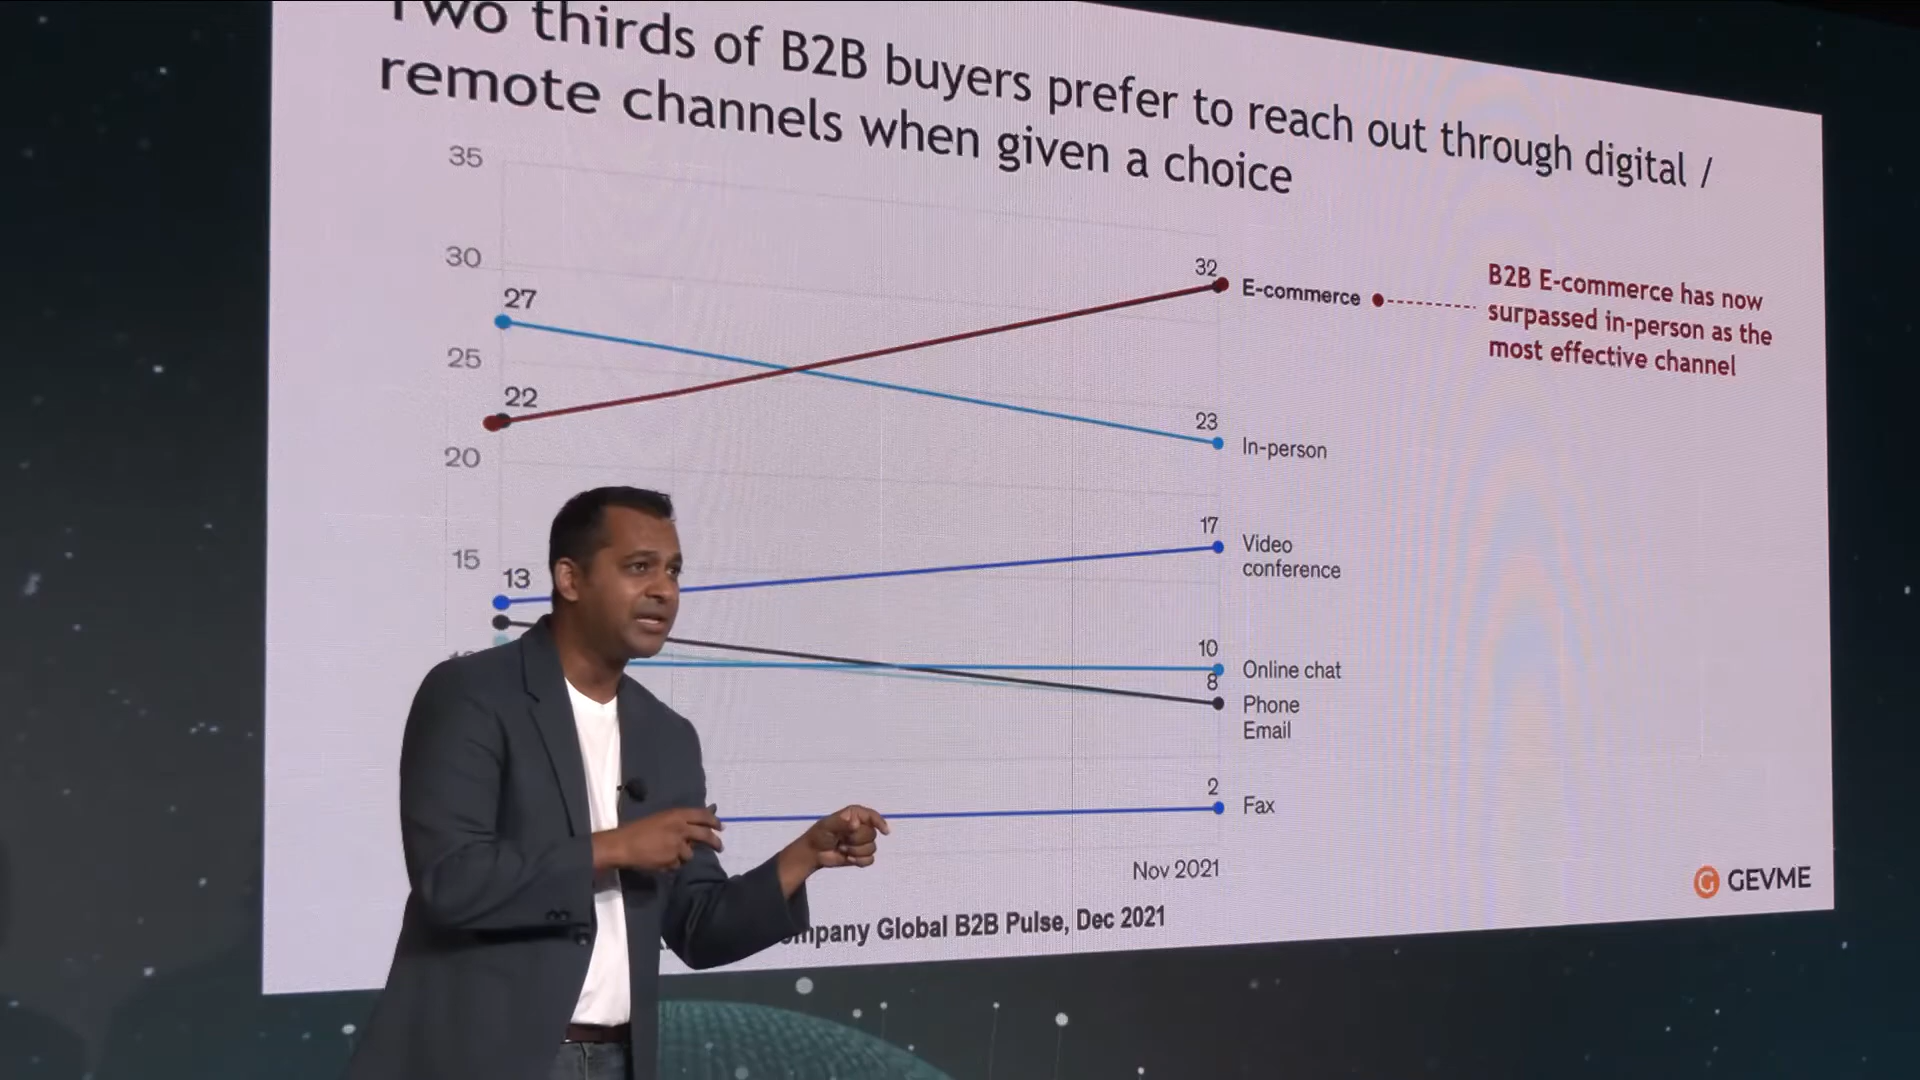 Two thirds of B2B buyers prefer to reach out through digital /
remote channels when given a choice
35
30
25
20
15
27
22
13
32
E-commerce
B2B E-commerce has now
surpassed in-person as the
most effective channel
23
In-person
17
Video
conference
10
Online chat
8
Phone
Email
2
Fax
Nov 2021
Global B2B Pulse, Dec 2021
GEVME